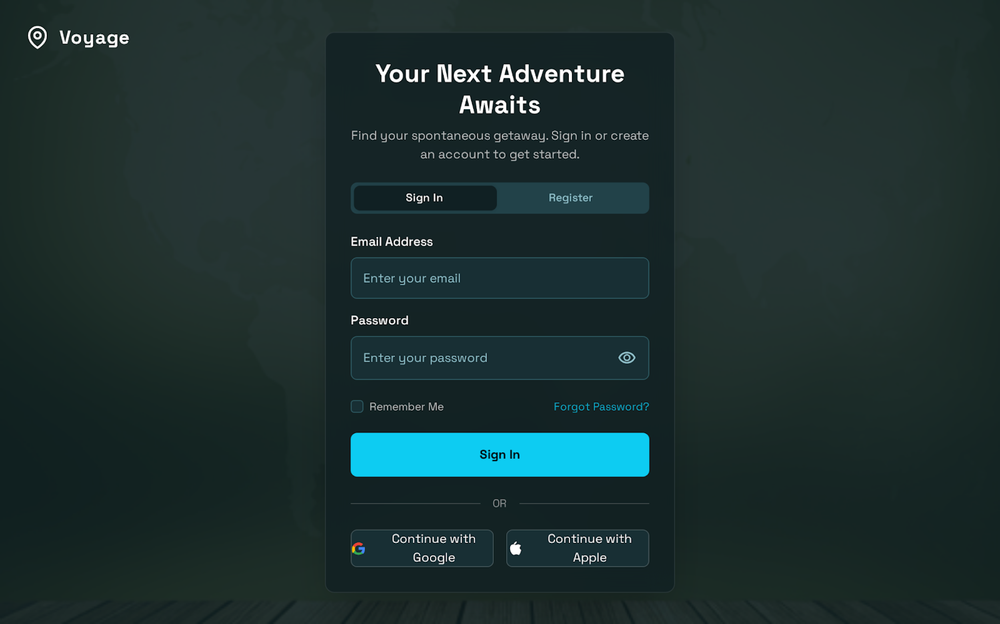 Voyage
Your Next Adventure
Awaits
Find your spontaneous getaway. Sign in or create
an account to get started.
Sign In
Register
Email Address
Enter your email
Password
Enter your password
Remember Me
Forgot Password?
Sign In
OR
Continue with
Google
Continue with
Apple